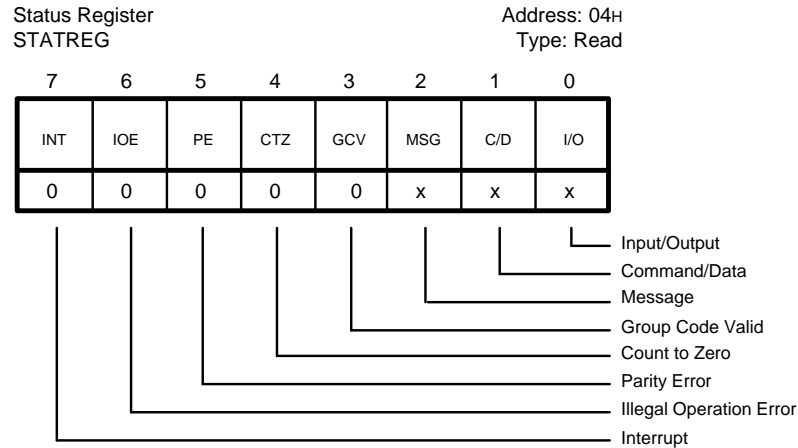 Status Register Address: 04H
STATREG Type: Read
7 6 5 4 3 2 1 0
INT IOE PE CTZ GCV MSG C/D I/O
0 0 0 0 0 x x x
Input/Output
Command/Data
Message
Group Code Valid
Count to Zero
Parity Error
Illegal Operation Error
Interrupt